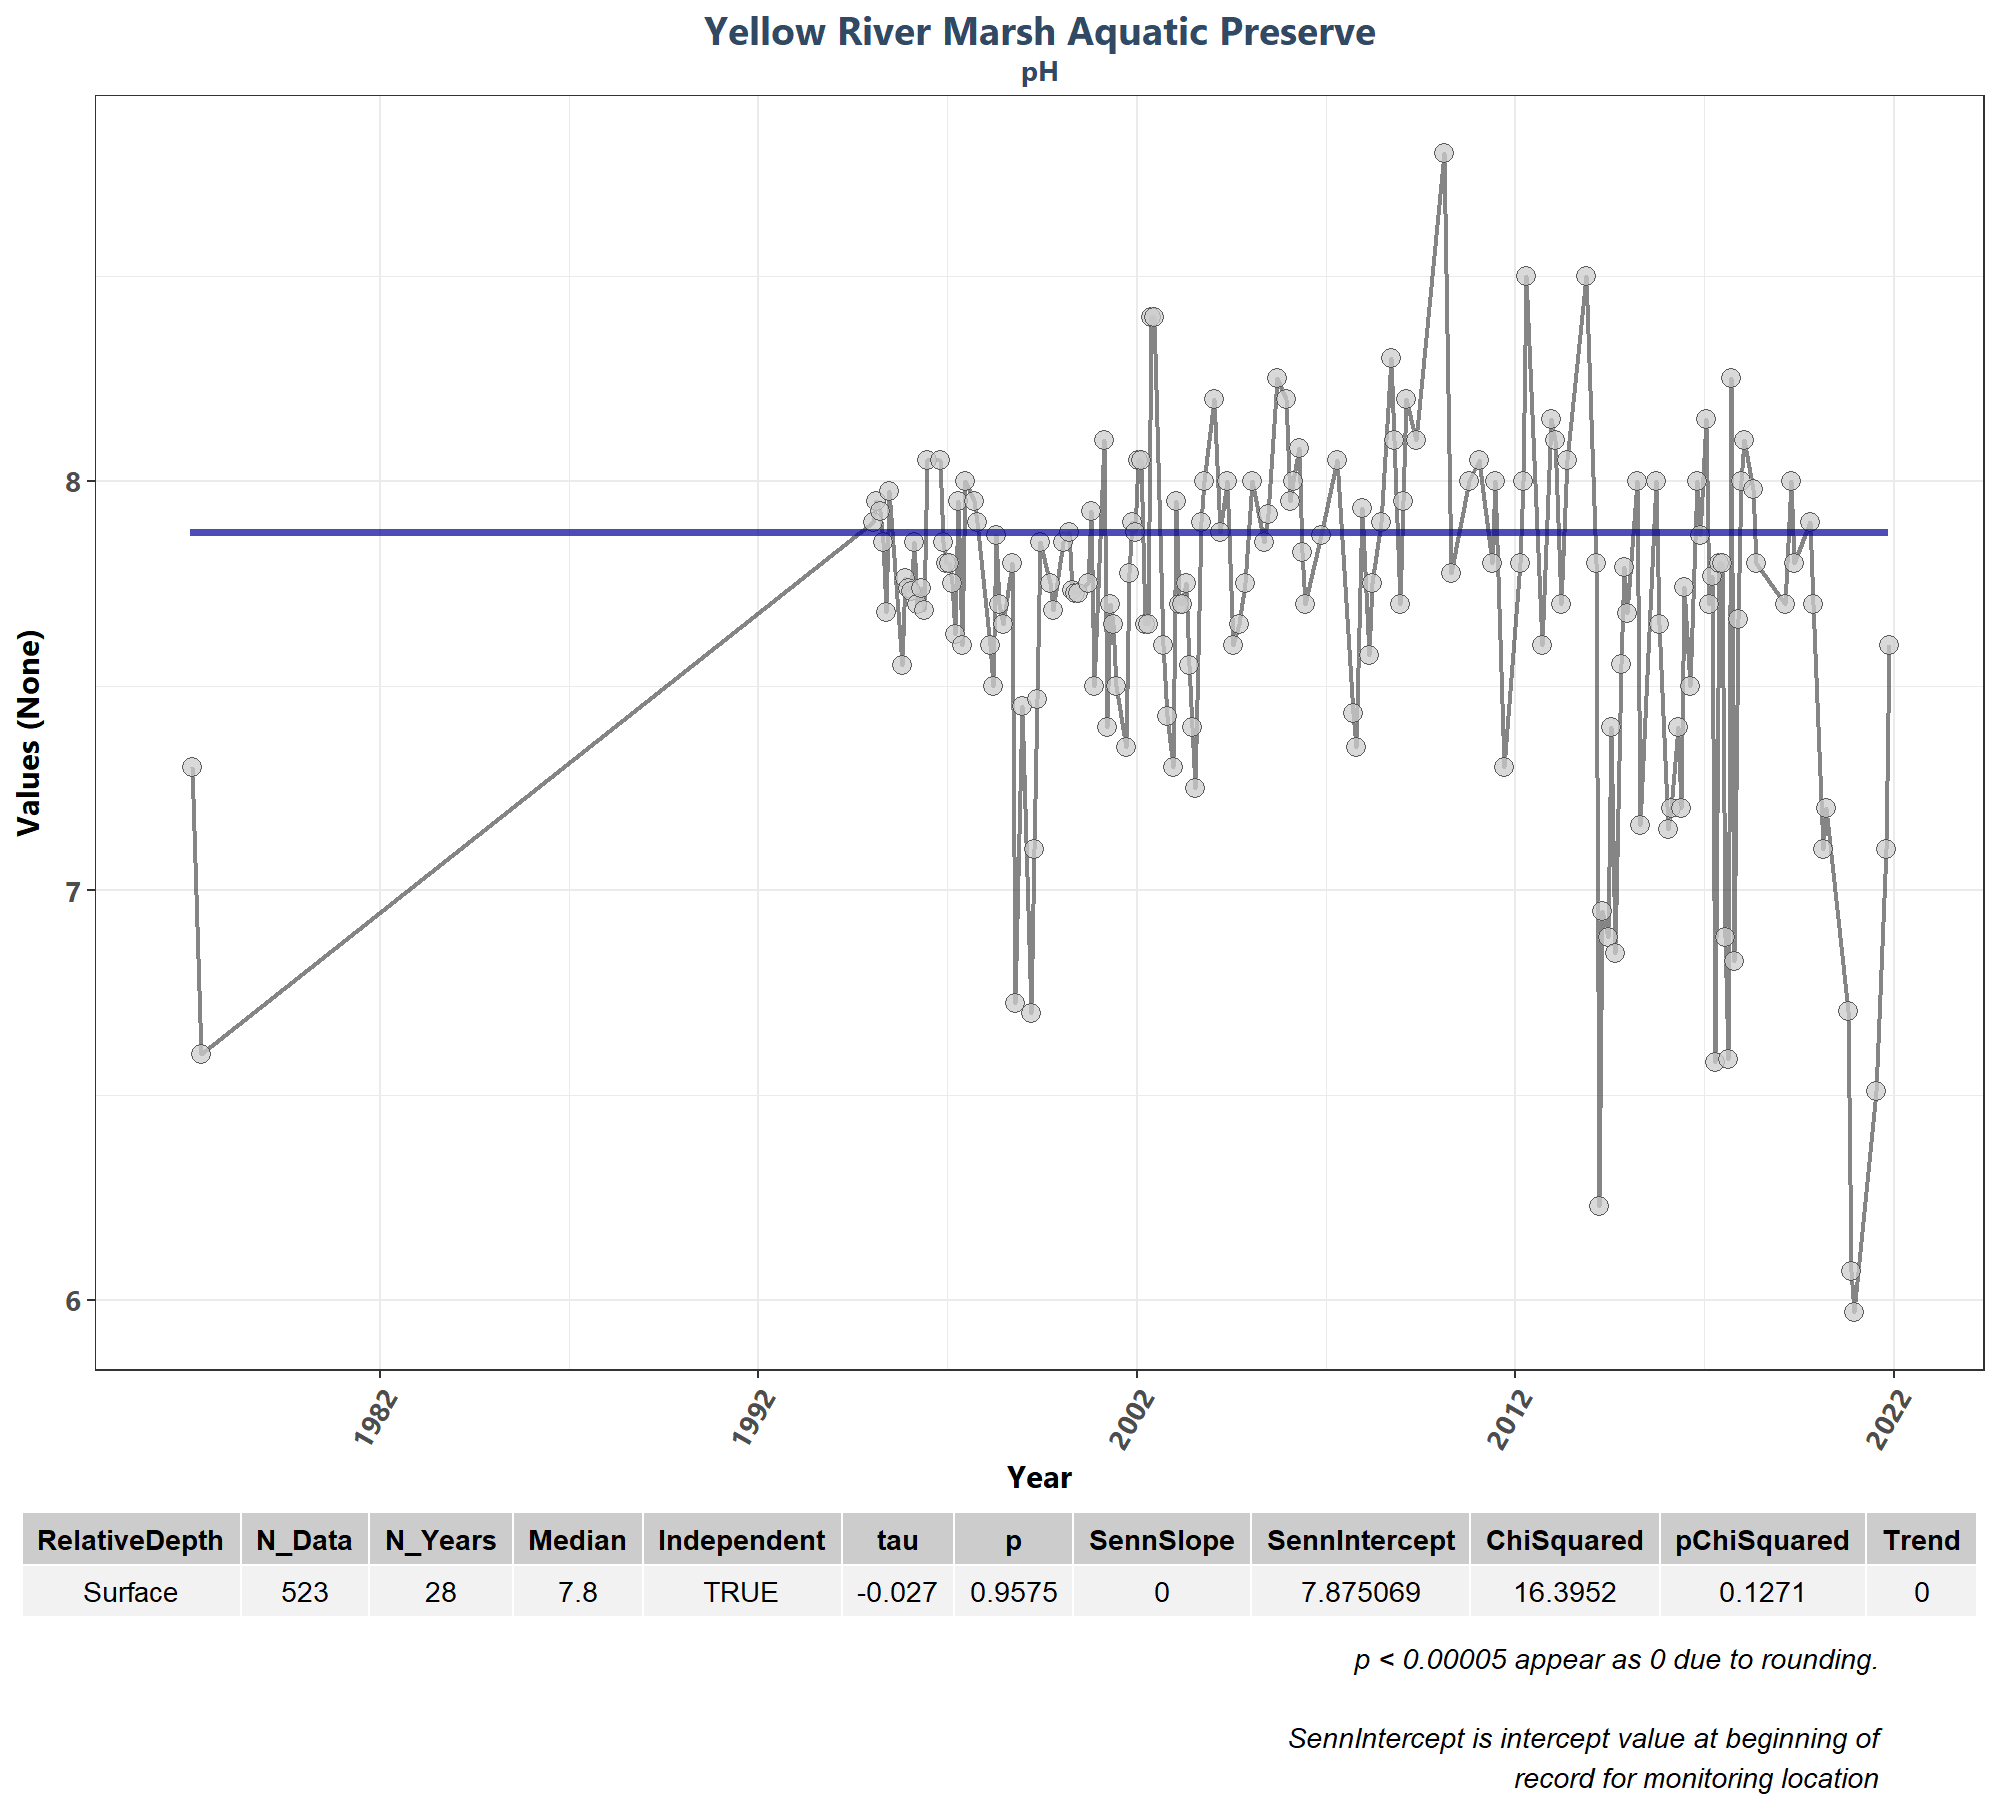 Yellow River Marsh Aquatic Preserve
pH
Values (None)
8
7
6
1982 1992 2002 2012 2022
Year
RelativeDepth N_Data N_Years Median Independent tau p SennSlope SennIntercept ChiSquared pChiSquared Trend
Surface 523 28 7.8 TRUE -0.027 0.9575 0 7.875069 16.3952 0.1271 0
p < 0.00005 appear as 0 due to rounding.
SennIntercept is intercept value at beginning of
record for monitoring location